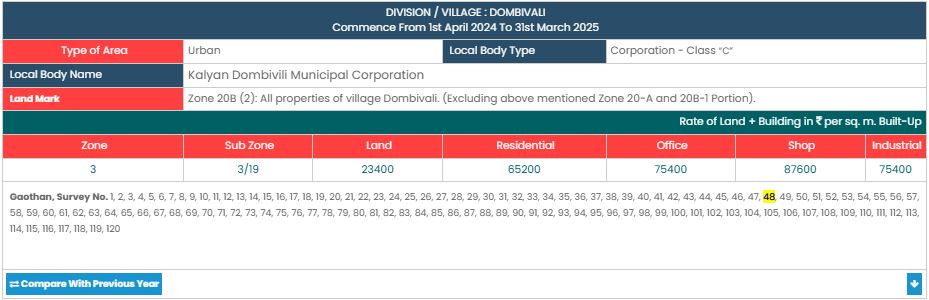 DIVISION / VILLAGE : DOMBIVALI
Commence From 1st April 2024 To 31st March 2025
Type of Area Urban Local Body Type Corporation - Class "C"
Local Body Name Kalyan Dombivili Municipal Corporation
Land Mark Zone 20B (2): All properties of village Dombivali. (Excluding above mentioned Zone 20-A and 20B-1 Portion).
Rate of Land + Building in ₹ per sq. m. Built-Up
Zone Sub Zone Land Residential Office Shop Industrial
3 3/19 23400 65200 75400 87600 75400
Gaothan, Survey No. 1, 2, 3, 4, 5, 6, 7, 8, 9, 10, 11, 12, 13, 14, 15, 16, 17, 18, 19, 20, 21, 22, 23, 24, 25, 26, 27, 28, 29, 30, 31, 32, 33, 34, 35, 36, 37, 38, 39, 40, 41, 42, 43, 44, 45, 46, 47, 48, 49, 50, 51, 52, 53, 54, 55, 56, 57,
58, 59, 60, 61, 62, 63, 64, 65, 66, 67, 68, 69, 70, 71, 72, 73, 74, 75, 76, 77, 78, 79, 80, 81, 82, 83, 84, 85, 86, 87, 88, 89, 90, 91, 92, 93, 94, 95, 96, 97, 98, 99, 100, 101, 102, 103, 104, 105, 106, 107, 108, 109, 110, 111, 112, 113,
114, 115, 116, 117, 118, 119, 120
Compare With Previous Year